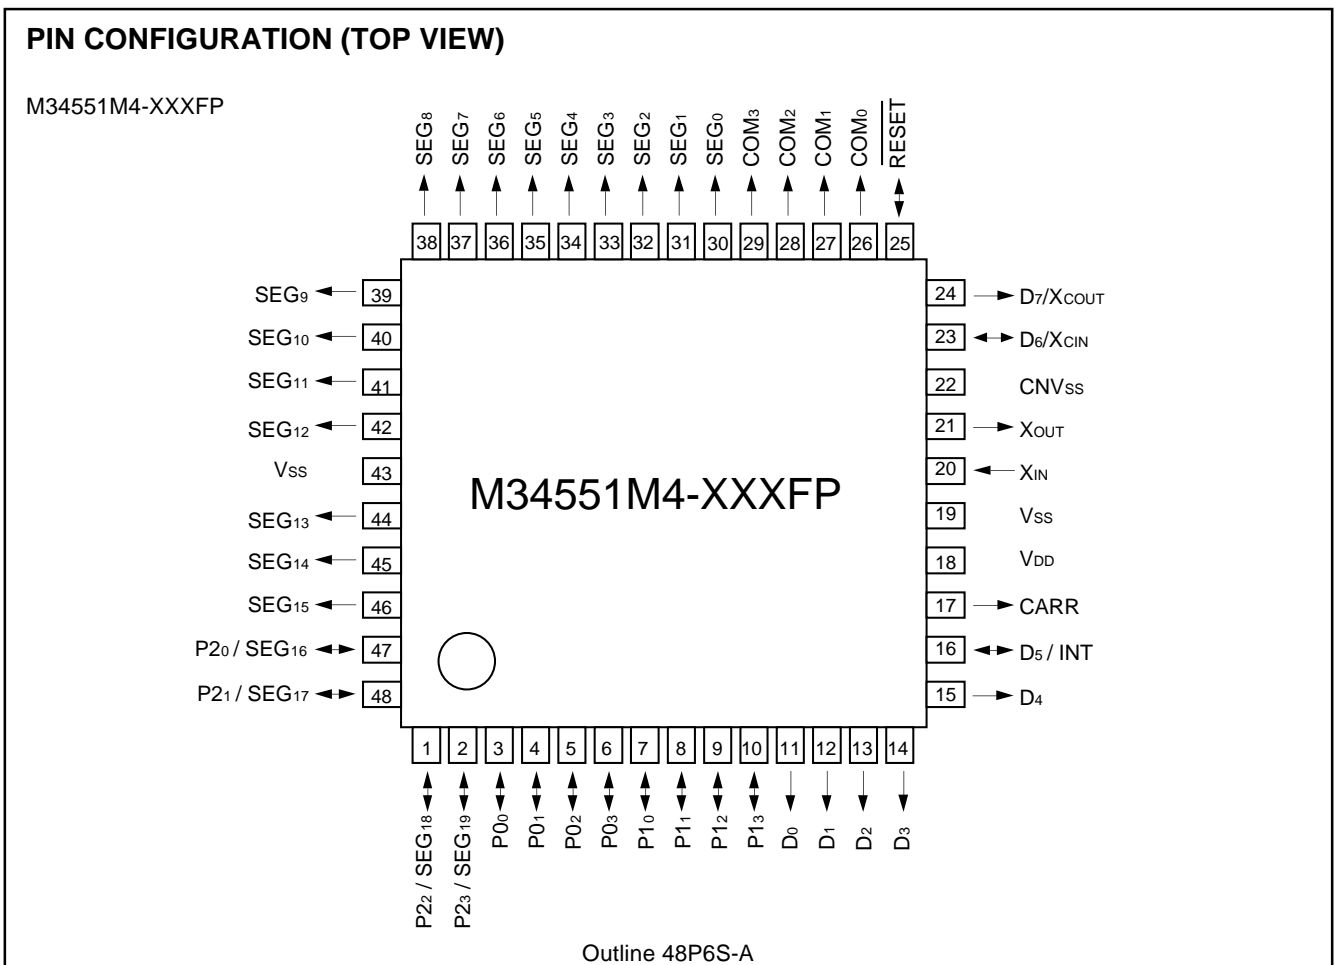 PIN CONFIGURATION (TOP VIEW)
M34551M4-XXXFP
SEG8
SEG7
SEG6
SEG5
SEG4
SEG3
SEG2
SEG1
SEG0
COM3
COM2
COM1
COM0
RESET
38 37 36 35 34 33 32 31 30 29 28 27 26 25
SEG9 39
SEG10 40
SEG11 41
SEG12 42
VSS 43
SEG13 44
SEG14 45
SEG15 46
P20 / SEG16 47
P21 / SEG17 48
M34551M4-XXXFP
24 D7/XCOUT
23 D6/XCIN
22 CNVSS
21 XOUT
20 XIN
19 VSS
18 VDD
17 CARR
16 D5 / INT
15 D4
1 2 3 4 5 6 7 8 9 10 11 12 13 14
P22 / SEG18
P23 / SEG19
P00
P01
P02
P03
P10
P11
P12
P13
D0
D1
D2
D3
Outline 48P6S-A